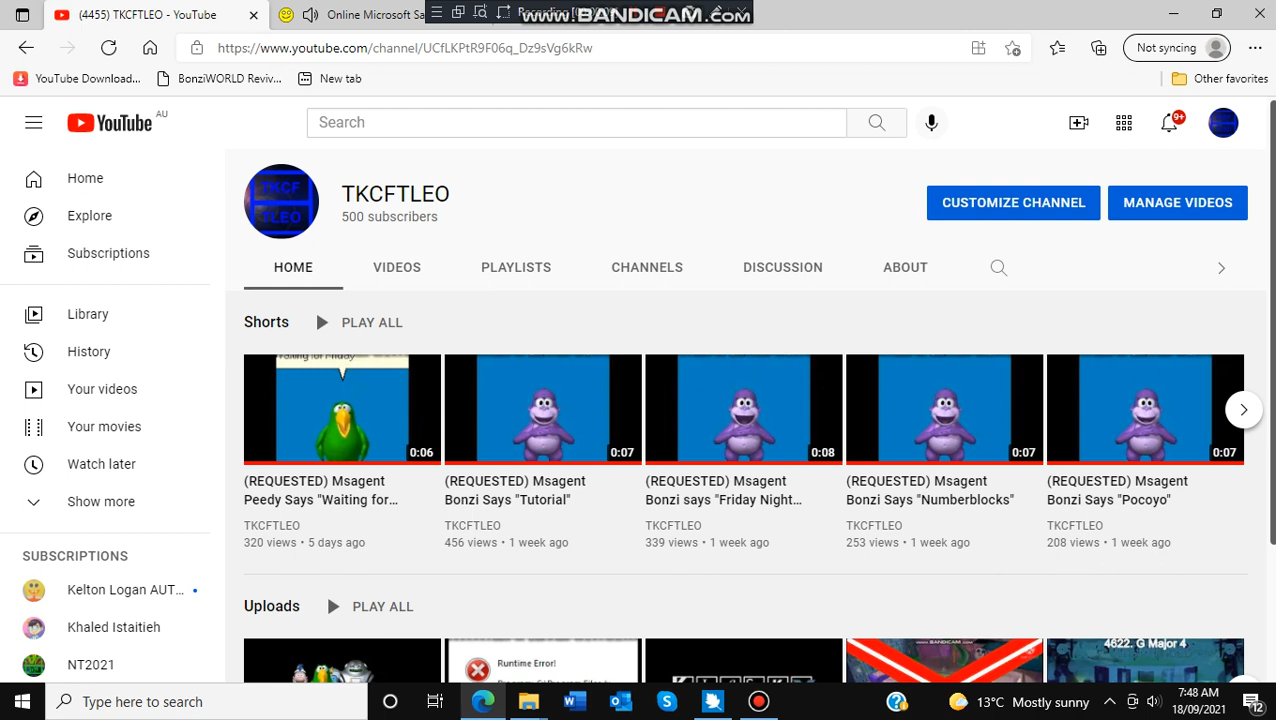 (4455) TKCFTLEO - YouTube
Online Microsoft Sa
Recording
www.BANDICAM.com
https://www.youtube.com/channel/UCfLKPtR9F06q_Dz9sVg6kRw
Not syncing
YouTube Download...
BonziWORLD Reviv...
New tab
Other favorites
YouTube AU
Search
9+
TKCF
TLEO
TKCFTLEO
500 subscribers
CUSTOMIZE CHANNEL
MANAGE VIDEOS
HOME
VIDEOS
PLAYLISTS
CHANNELS
DISCUSSION
ABOUT
Home
Explore
Subscriptions
Library
History
Your videos
Your movies
Watch later
Show more
SUBSCRIPTIONS
Kelton Logan AUT...
Khaled Istaitieh
NT2021
Shorts
PLAY ALL
Waiting for Friday
0:06
0:07
0:08
0:07
0:07
(REQUESTED) Msagent
Peedy Says "Waiting for...
TKCFTLEO
320 views • 5 days ago
(REQUESTED) Msagent
Bonzi Says "Tutorial"
TKCFTLEO
456 views • 1 week ago
(REQUESTED) Msagent
Bonzi says "Friday Night...
TKCFTLEO
339 views • 1 week ago
(REQUESTED) Msagent
Bonzi Says "Numberblocks"
TKCFTLEO
253 views • 1 week ago
(REQUESTED) Msagent
Bonzi Says "Pocoyo"
TKCFTLEO
208 views • 1 week ago
Uploads
PLAY ALL
Runtime Error!
BANDICAM
4622. G Major 4
Type here to search
13°C Mostly sunny
7:48 AM
18/09/2021
12